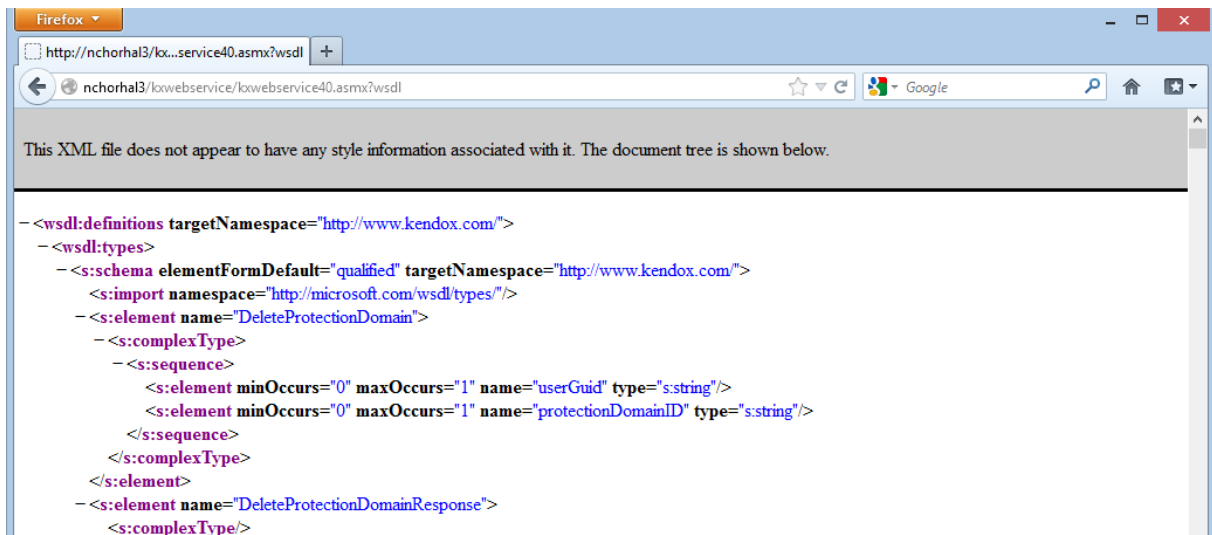 Firefox
http://nchorhal3/kx...service40.asmx?wsdl
nchorhal3/kxwebservice/kxwebservice40.asmx?wsdl Google
This XML file does not appear to have any style information associated with it. The document tree is shown below.
−<wsdl:definitions targetNamespace="http://www.kendox.com/">
−<wsdl:types>
−<s:schema elementFormDefault="qualified" targetNamespace="http://www.kendox.com/">
<s:import namespace="http://microsoft.com/wsdl/types/"/>
−<s:element name="DeleteProtectionDomain">
−<s:complexType>
−<s:sequence>
<s:element minOccurs="0" maxOccurs="1" name="userGuid" type="s:string"/>
<s:element minOccurs="0" maxOccurs="1" name="protectionDomainID" type="s:string"/>
</s:sequence>
</s:complexType>
</s:element>
−<s:element name="DeleteProtectionDomainResponse">
<s:complexType/>